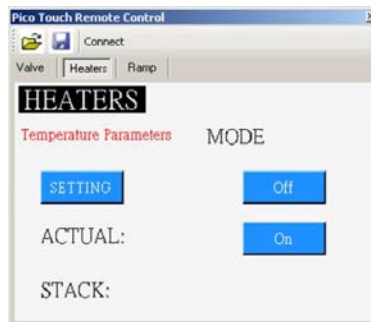 Pico Touch Remote Control
Connect
Valve Heaters Ramp
HEATERS
Temperature Parameters MODE
SETTING Off
ACTUAL: On
STACK: